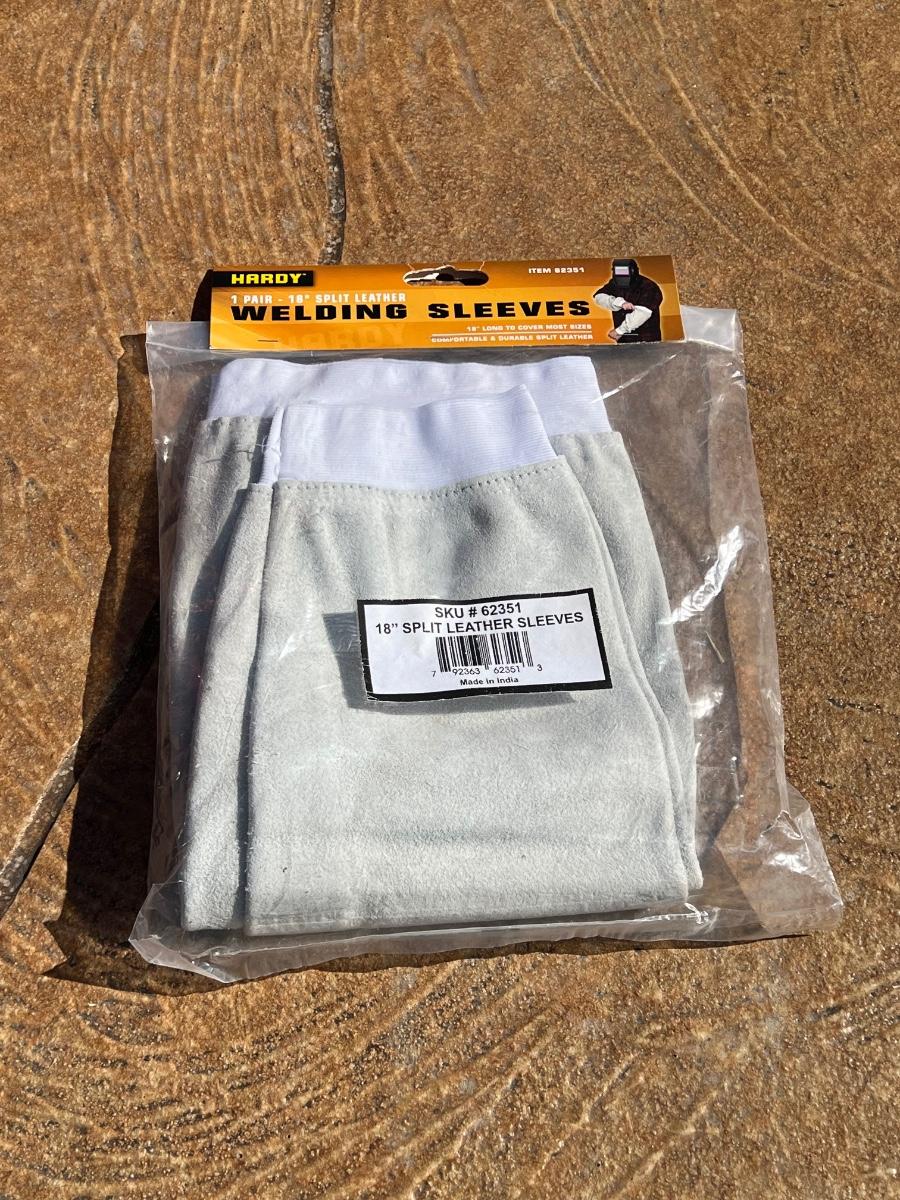 HARDY™
ITEM 62351
1 PAIR - 18" SPLIT LEATHER
WELDING SLEEVES
18" LONG TO COVER MOST SIZES
COMFORTABLE & DURABLE SPLIT LEATHER
SKU # 62351
18” SPLIT LEATHER SLEEVES
7 92363 62351 3
Made in India